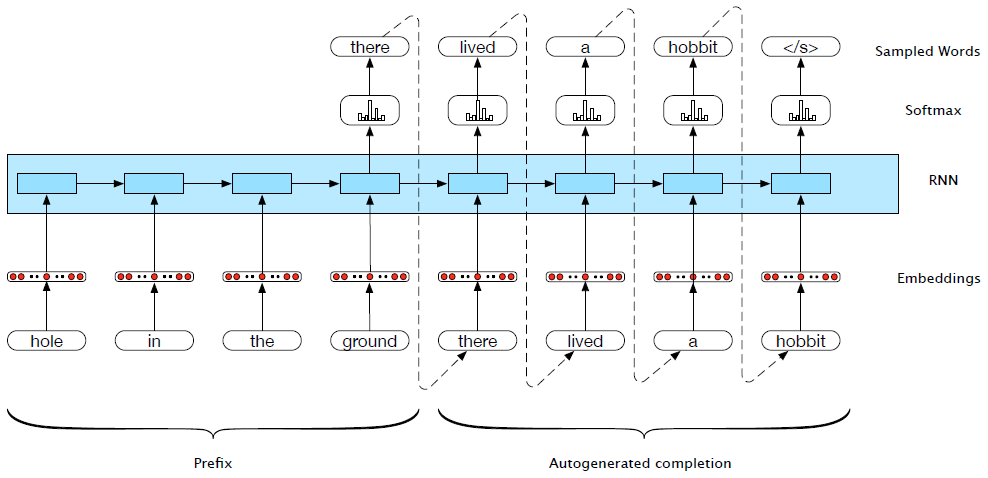 there lived a hobbit </s> Sampled Words
Softmax
RNN
Embeddings
hole in the ground there lived a hobbit
Prefix Autogenerated completion